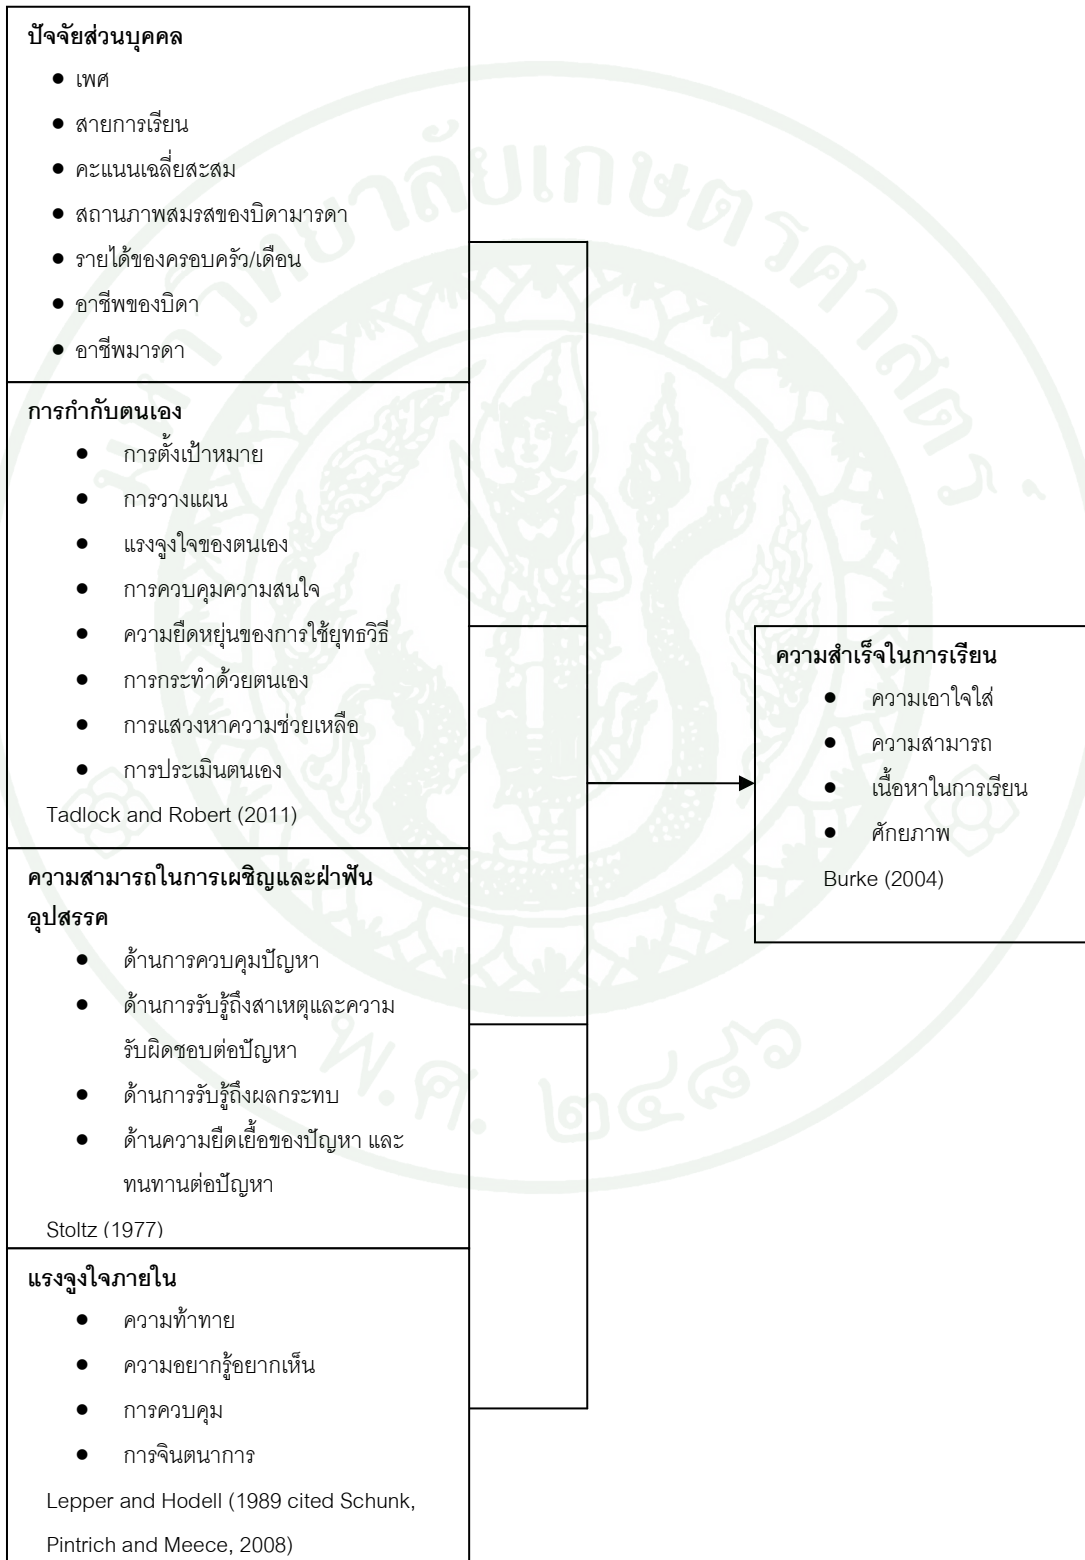 ปัจจัยส่วนบุคคล
● เพศ
● สายการเรียน
● คะแนนเฉลี่ยสะสม
● สถานภาพสมรสของบิดามารดา
● รายได้ของครอบครัว/เดือน
● อาชีพของบิดา
● อาชีพมารดา
การกำกับตนเอง
● การตั้งเป้าหมาย
● การวางแผน
● แรงจูงใจของตนเอง
● การควบคุมความสนใจ
● ความยืดหยุ่นของการใช้ยุทธวิธี
● การกระทำด้วยตนเอง
● การแสวงหาความช่วยเหลือ
● การประเมินตนเอง
Tadlock and Robert (2011)
ความสามารถในการเผชิญและฝ่าฟัน
อุปสรรค
● ด้านการควบคุมปัญหา
● ด้านการรับรู้ถึงสาเหตุและความ
รับผิดชอบต่อปัญหา
● ด้านการรับรู้ถึงผลกระทบ
● ด้านความยืดเยื้อของปัญหา และ
ทนทานต่อปัญหา
Stoltz (1977)
แรงจูงใจภายใน
● ความท้าทาย
● ความอยากรู้อยากเห็น
● การควบคุม
● การจินตนาการ
Lepper and Hodell (1989 cited Schunk,
Pintrich and Meece, 2008)
ความสำเร็จในการเรียน
● ความเอาใจใส่
● ความสามารถ
● เนื้อหาในการเรียน
● ศักยภาพ
Burke (2004)
มหาวิทยาลัยเกษตรศาสตร์
พ.ศ. ๒๔๘๖